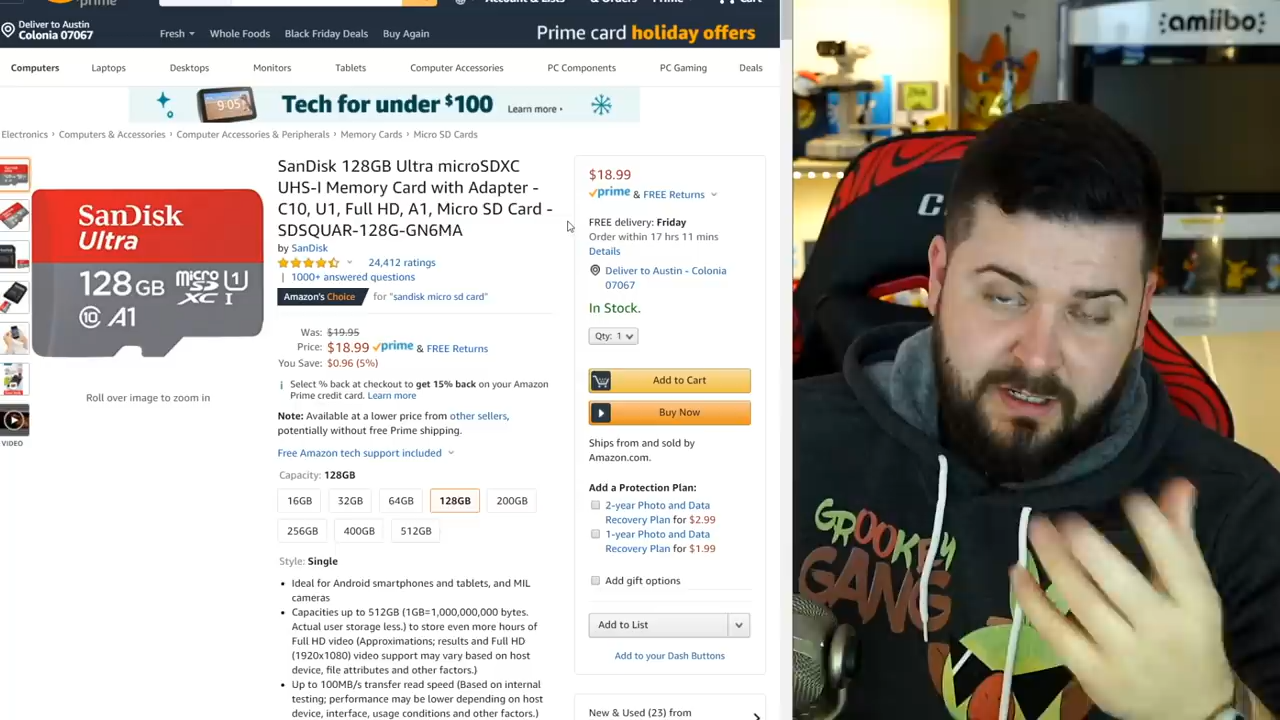 prime
Deliver to Austin
Colonia 07067
Fresh
Whole Foods
Black Friday Deals
Buy Again
Prime card holiday offers
Computers
Laptops
Desktops
Monitors
Tablets
Computer Accessories
PC Components
PC Gaming
Deals
9:05
Tech for under $100
Learn more ›
Electronics › Computers & Accessories › Computer Accessories & Peripherals › Memory Cards › Micro SD Cards
SanDisk
Ultra
128GB
micro
SD
XC
U1
I
C10 A1
Roll over image to zoom in
VIDEO
SanDisk 128GB Ultra microSDXC
UHS-I Memory Card with Adapter -
C10, U1, Full HD, A1, Micro SD Card -
SDSQUAR-128G-GN6MA
by SanDisk
24,412 ratings
| 1000+ answered questions
Amazon's Choice for "sandisk micro sd card"
Was: $19.95
Price: $18.99 prime & FREE Returns
You Save: $0.96 (5%)
Select % back at checkout to get 15% back on your Amazon
Prime credit card. Learn more
Note: Available at a lower price from other sellers,
potentially without free Prime shipping.
Free Amazon tech support included
Capacity: 128GB
16GB
32GB
64GB
128GB
200GB
256GB
400GB
512GB
Style: Single
• Ideal for Android smartphones and tablets, and MIL
cameras
• Capacities up to 512GB (1GB=1,000,000,000 bytes.
Actual user storage less.) to store even more hours of
Full HD video (Approximations; results and Full HD
(1920x1080) video support may vary based on host
device, file attributes and other factors.)
• Up to 100MB/s transfer read speed (Based on internal
testing; performance may be lower depending on host
device, interface, usage conditions and other factors.)
$18.99
prime & FREE Returns
FREE delivery: Friday
Order within 17 hrs 11 mins
Details
Deliver to Austin - Colonia
07067
In Stock.
Qty: 1
Add to Cart
Buy Now
Ships from and sold by
Amazon.com.
Add a Protection Plan:
2-year Photo and Data
Recovery Plan for $2.99
1-year Photo and Data
Recovery Plan for $1.99
Add gift options
Add to List
Add to your Dash Buttons
New & Used (23) from
amiibo
GROOKEY
GANG